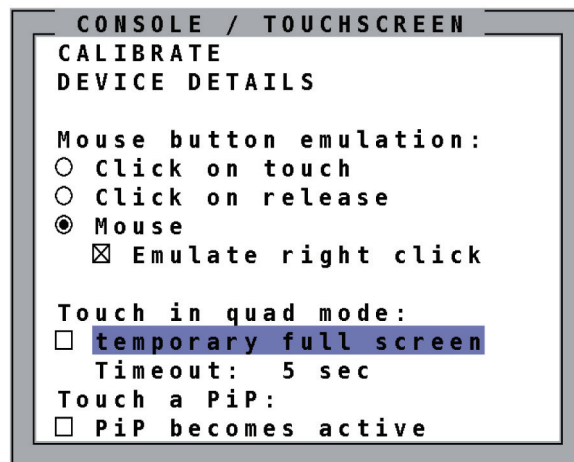 CONSOLE / TOUCHSCREEN
CALIBRATE
DEVICE DETAILS
Mouse button emulation:
Click on touch
Click on release
Mouse
Emulate right click
Touch in quad mode:
temporary full screen
Timeout: 5 sec
Touch a PiP:
PiP becomes active